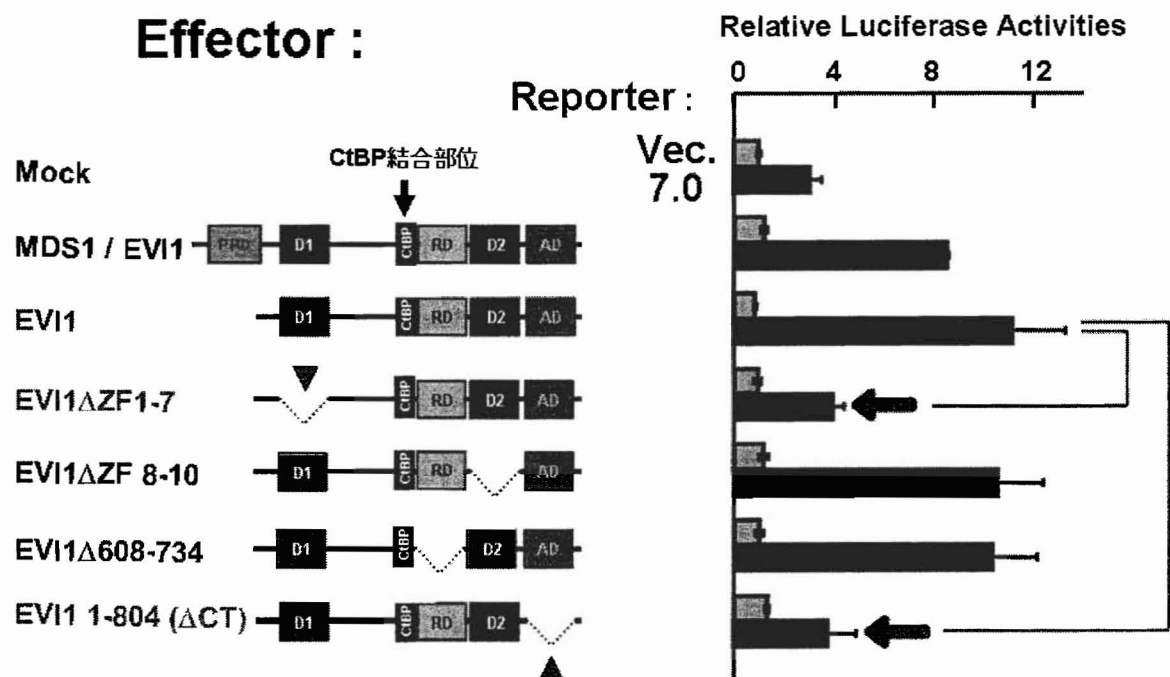 Effector :
Relative Luciferase Activities
0 4 8 12
Reporter :
CtBP結合部位
Vec.
7.0
Mock
MDS1 / EVI1
PRD D1 CtBP RD D2 AD
EVI1
D1 CtBP RD D2 AD
EVI1ΔZF1-7
CtBP RD D2 AD
EVI1ΔZF 8-10
D1 CtBP RD AD
EVI1Δ608-734
D1 CtBP D2 AD
EVI1 1-804 (ΔCT)
D1 CtBP RD D2